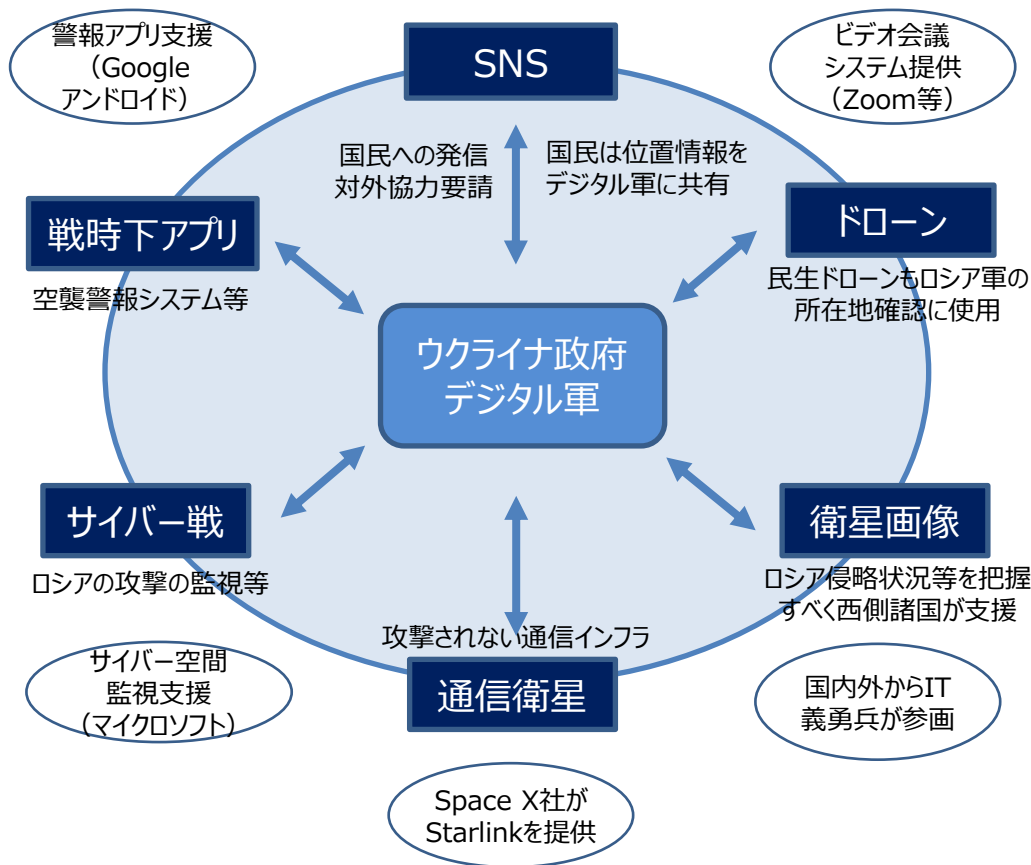 警報アプリ支援
（Google
アンドロイド）
SNS
ビデオ会議
システム提供
（Zoom等）
国民への発信
対外協力要請
国民は位置情報を
デジタル軍に共有
戦時下アプリ
空襲警報システム等
ドローン
民生ドローンもロシア軍の
所在地確認に使用
ウクライナ政府
デジタル軍
サイバー戦
ロシアの攻撃の監視等
衛星画像
ロシア侵略状況等を把握
すべく西側諸国が支援
攻撃されない通信インフラ
通信衛星
サイバー空間
監視支援
（マイクロソフト）
国内外からIT
義勇兵が参画
Space X社が
Starlinkを提供